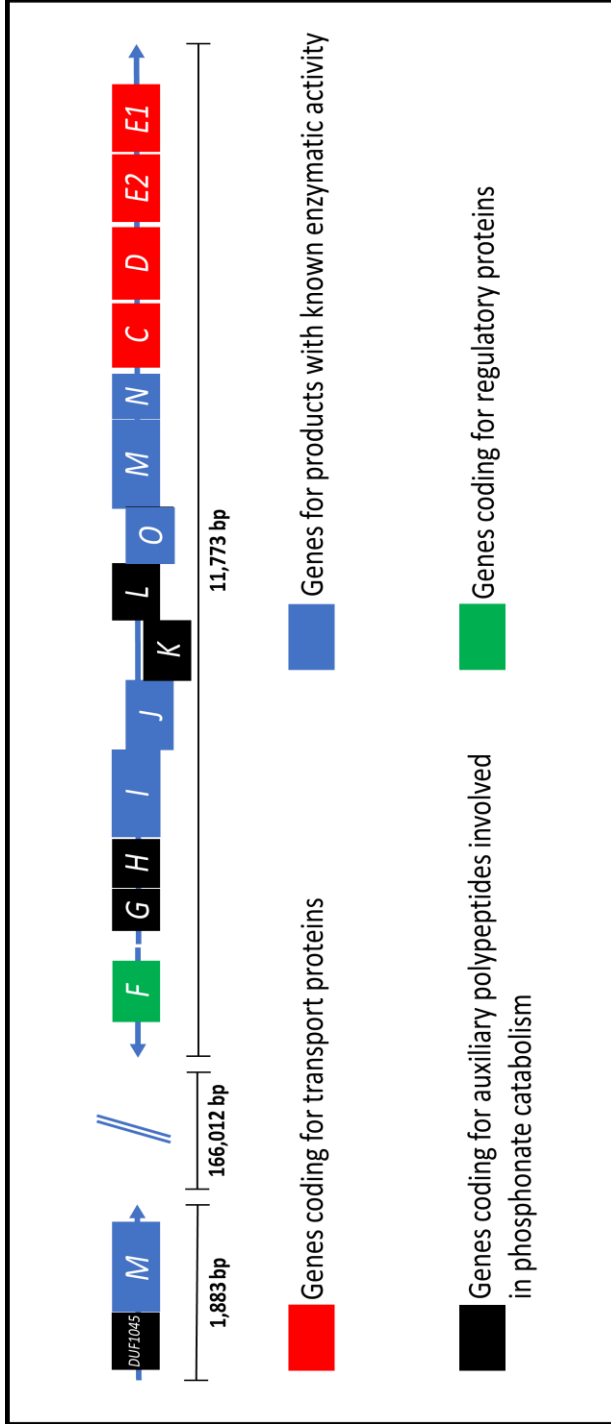 DUF1045 M F G H I J K L O M N C D E2 E1
1,883 bp
166,012 bp
11,773 bp
Genes coding for transport proteins
Genes for products with known enzymatic activity
Genes coding for auxiliary polypeptides involved
in phosphonate catabolism
Genes coding for regulatory proteins